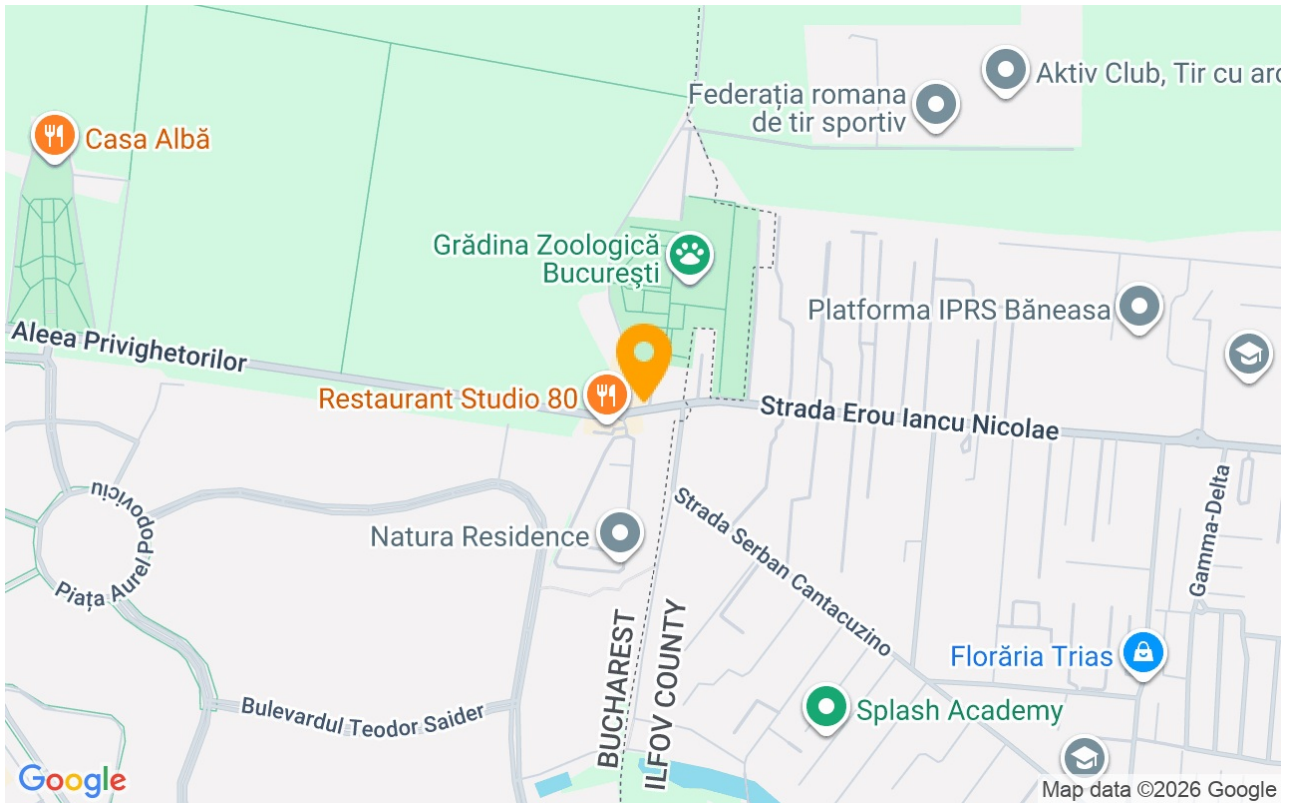 Aktiv Club, Tir cu arc
Federația romana
de tir sportiv
Casa Albă
Grădina Zoologică
Bucureşti
Platforma IPRS Băneasa
Aleea Privighetorilor
Restaurant Studio 80
Strada Erou Iancu Nicolae
Piața Aurel Popoviciu
Natura Residence
Strada Serban Cantacuzino
Gamma-Delta
BUCHAREST
ILFOV COUNTY
Florăria Trias
Bulevardul Teodor Saider
Splash Academy
Google
Map data ©2026 Google